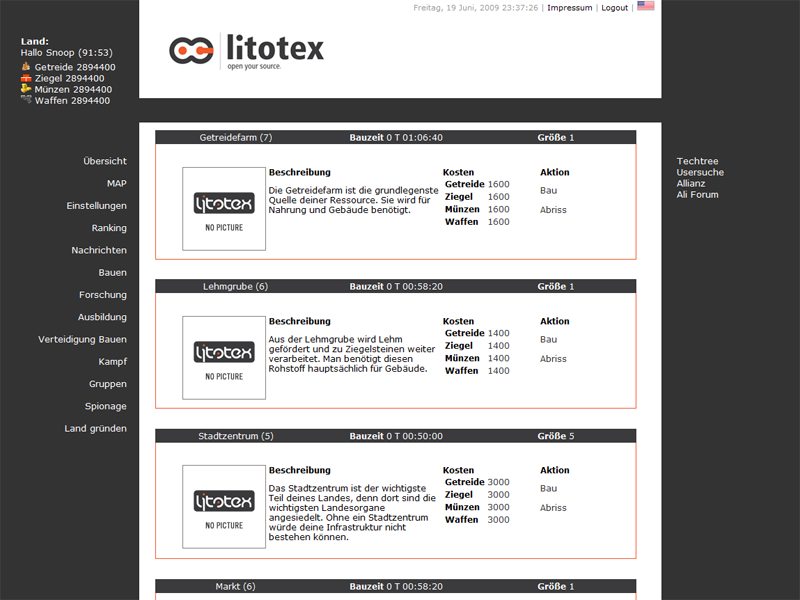 Freitag, 19 Juni, 2009 23:37:26 | Impressum | Logout |
litotex
open your source.
Land:
Hallo Snoop (91:53)
Getreide 2894400
Ziegel 2894400
Münzen 2894400
Waffen 2894400
Übersicht
MAP
Einstellungen
Ranking
Nachrichten
Bauen
Forschung
Ausbildung
Verteidigung Bauen
Kampf
Gruppen
Spionage
Land gründen
Getreidefarm (7) Bauzeit 0 T 01:06:40 Größe 1
litotex
NO PICTURE
Beschreibung
Die Getreidefarm ist die grundlegenste
Quelle deiner Ressource. Sie wird für
Nahrung und Gebäude benötigt.
Kosten
Getreide 1600
Ziegel 1600
Münzen 1600
Waffen 1600
Aktion
Bau
Abriss
Lehmgrube (6) Bauzeit 0 T 00:58:20 Größe 1
litotex
NO PICTURE
Beschreibung
Aus der Lehmgrube wird Lehm
gefördert und zu Ziegelsteinen weiter
verarbeitet. Man benötigt diesen
Rohstoff hauptsächlich für Gebäude.
Kosten
Getreide 1400
Ziegel 1400
Münzen 1400
Waffen 1400
Aktion
Bau
Abriss
Stadtzentrum (5) Bauzeit 0 T 00:50:00 Größe 5
litotex
NO PICTURE
Beschreibung
Das Stadtzentrum ist der wichtigste
Teil deines Landes, denn dort sind die
wichtigsten Landesorgane
angesiedelt. Ohne ein Stadtzentrum
würde deine Infrastruktur nicht
bestehen können.
Kosten
Getreide 3000
Ziegel 3000
Münzen 3000
Waffen 3000
Aktion
Bau
Abriss
Markt (6) Bauzeit 0 T 00:58:20 Größe 1
Techtree
Usersuche
Allianz
Ali Forum